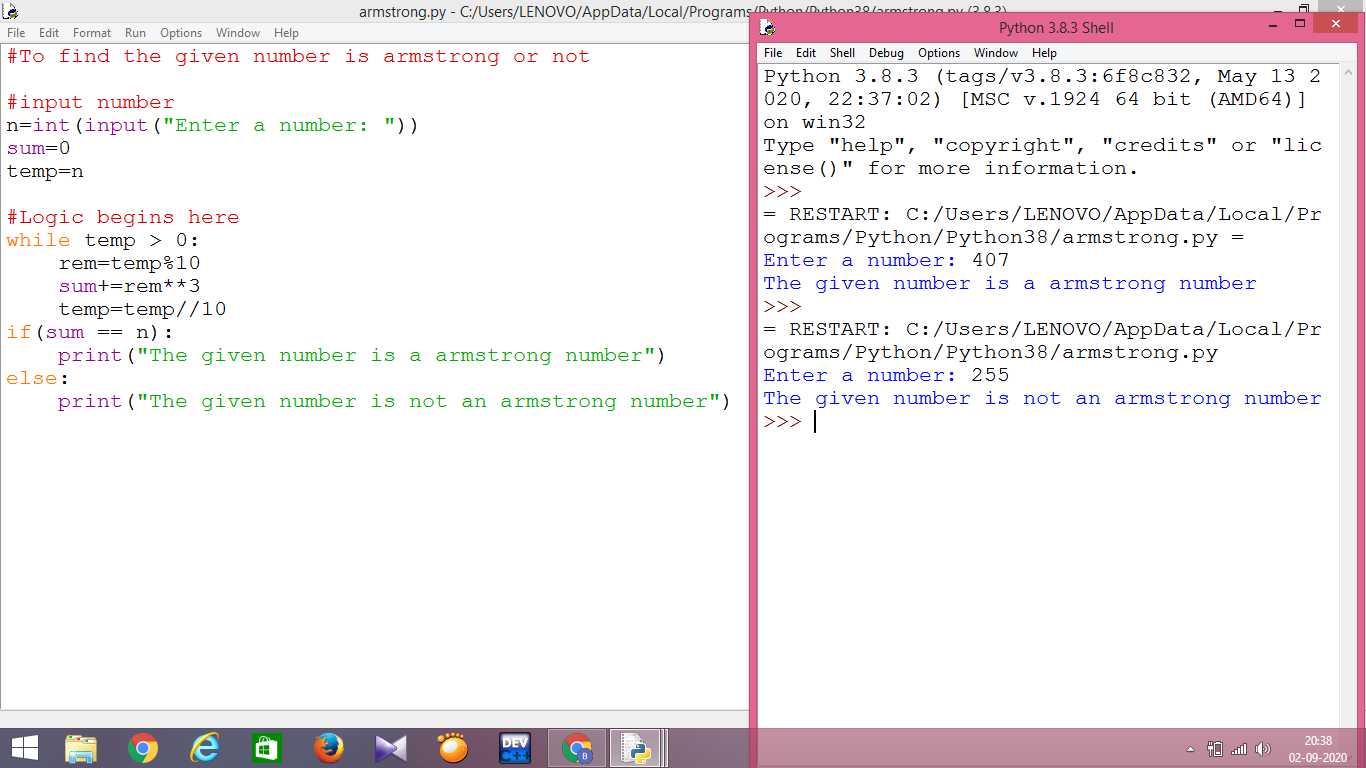 armstrong.py - C:/Users/LENOVO/AppData/Local/Programs/Python/Python38/armstrong.py (3.8.3)
File Edit Format Run Options Window Help
#To find the given number is armstrong or not
#input number
n=int(input("Enter a number: "))
sum=0
temp=n
#Logic begins here
while temp > 0:
    rem=temp%10
    sum+=rem**3
    temp=temp//10
if(sum == n):
    print("The given number is a armstrong number")
else:
    print("The given number is not an armstrong number")
Python 3.8.3 Shell
File Edit Shell Debug Options Window Help
Python 3.8.3 (tags/v3.8.3:6f8c832, May 13 2
020, 22:37:02) [MSC v.1924 64 bit (AMD64)]
on win32
Type "help", "copyright", "credits" or "lic
ense()" for more information.
>>>
= RESTART: C:/Users/LENOVO/AppData/Local/Pr
ograms/Python/Python38/armstrong.py =
Enter a number: 407
The given number is a armstrong number
>>>
= RESTART: C:/Users/LENOVO/AppData/Local/Pr
ograms/Python/Python38/armstrong.py
Enter a number: 255
The given number is not an armstrong number
>>>
DEV
C++
B
20:38
02-09-2020